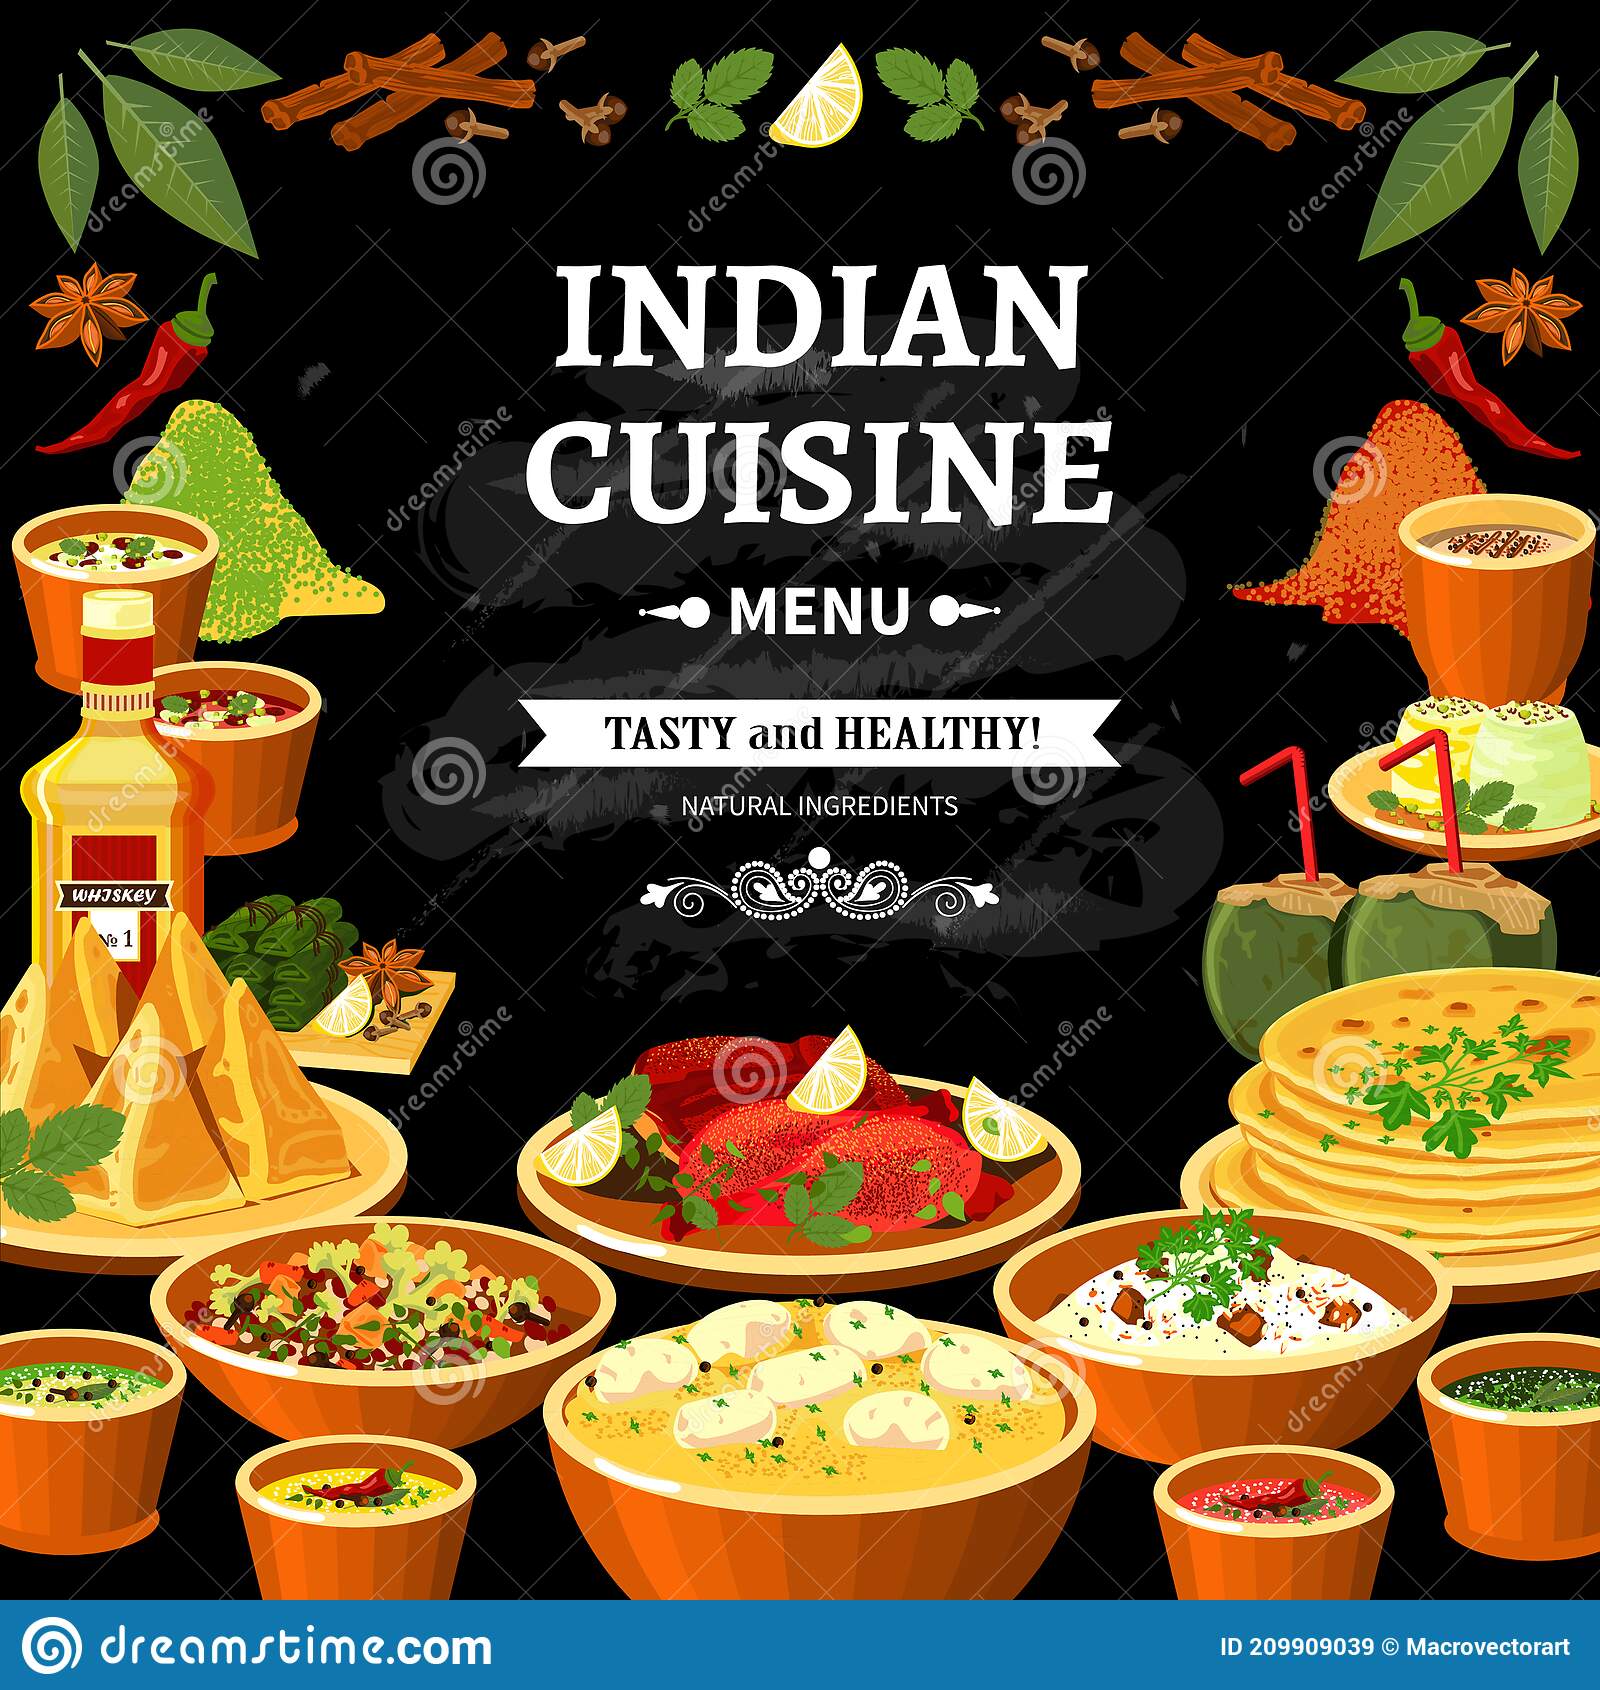 INDIAN
CUISINE
MENU
TASTY and HEALTHY!
NATURAL INGREDIENTS
WHISKEY
№ 1
dreamstime.com
ID 209909039 © Macrovectorart